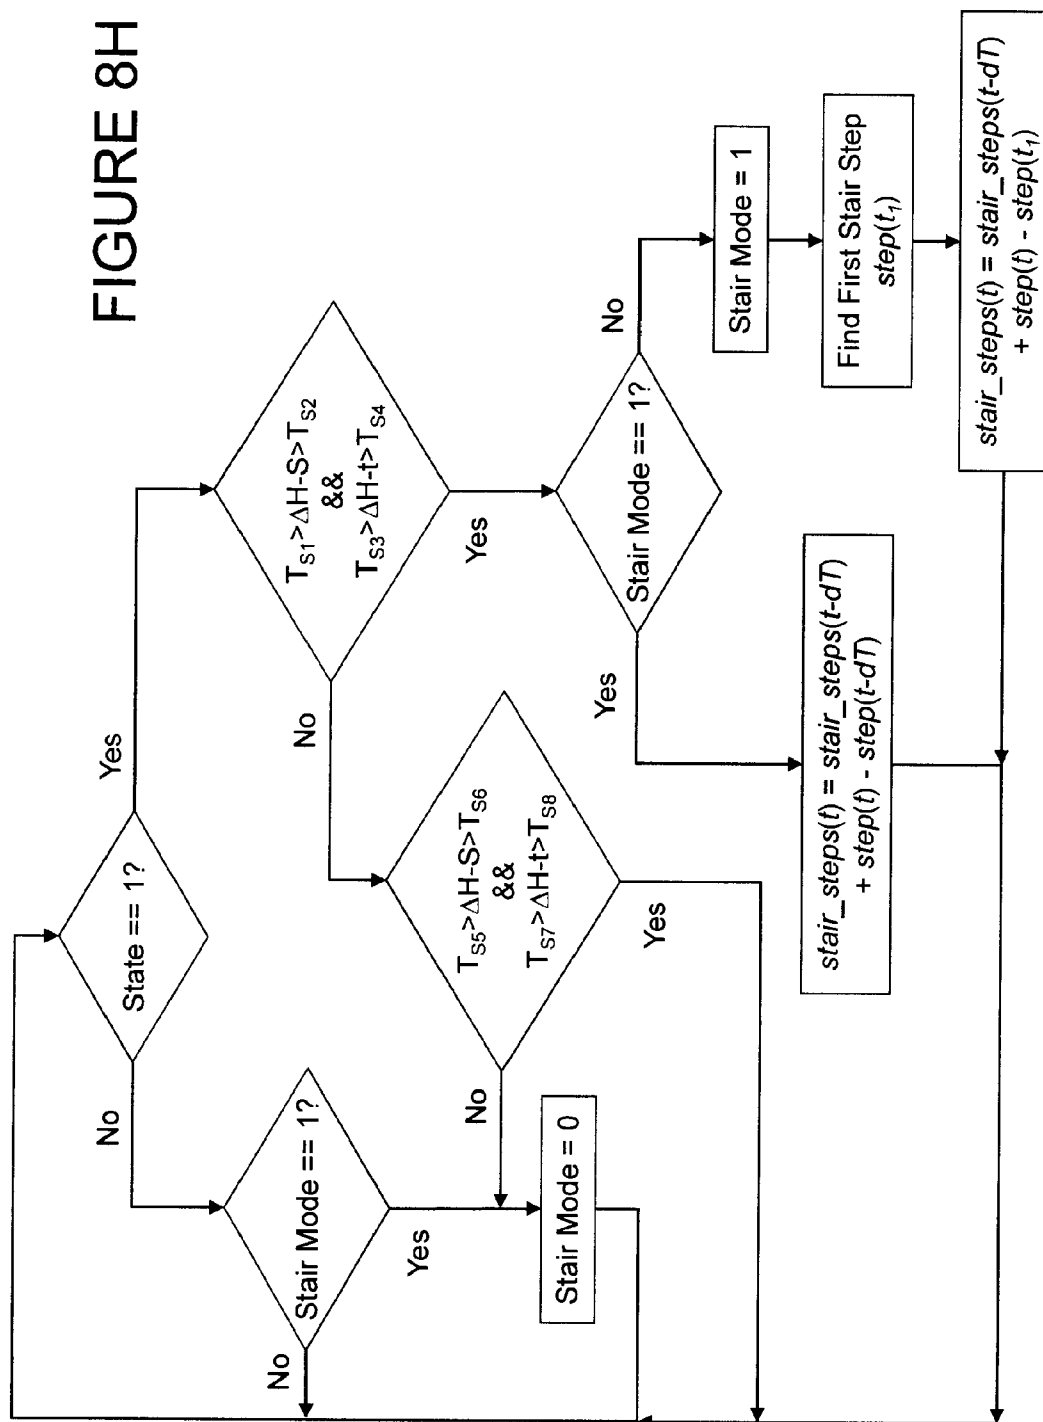 FIGURE 8H
State == 1?
No
Yes
Stair Mode == 1?
No
Yes
T_S1>ΔH-S>T_S2
&&
T_S3>ΔH-t>T_S4
No
Yes
T_S5>ΔH-S>T_S6
&&
T_S7>ΔH-t>T_S8
No
Yes
Stair Mode = 0
Stair Mode == 1?
Yes
No
Stair Mode = 1
Find First Stair Step
step(t_1)
stair_steps(t) = stair_steps(t-dT)
+ step(t) - step(t-dT)
stair_steps(t) = stair_steps(t-dT)
+ step(t) - step(t_1)